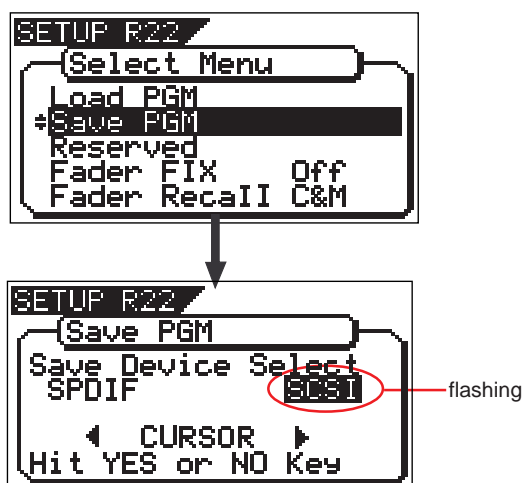 SETUP R22
Select Menu
Load PGM
Save PGM
Reserved
Fader FIX Off
Fader RecaII C&M
SETUP R22
Save PGM
Save Device Select
SPDIF SCSI
flashing
CURSOR
Hit YES or NO Key